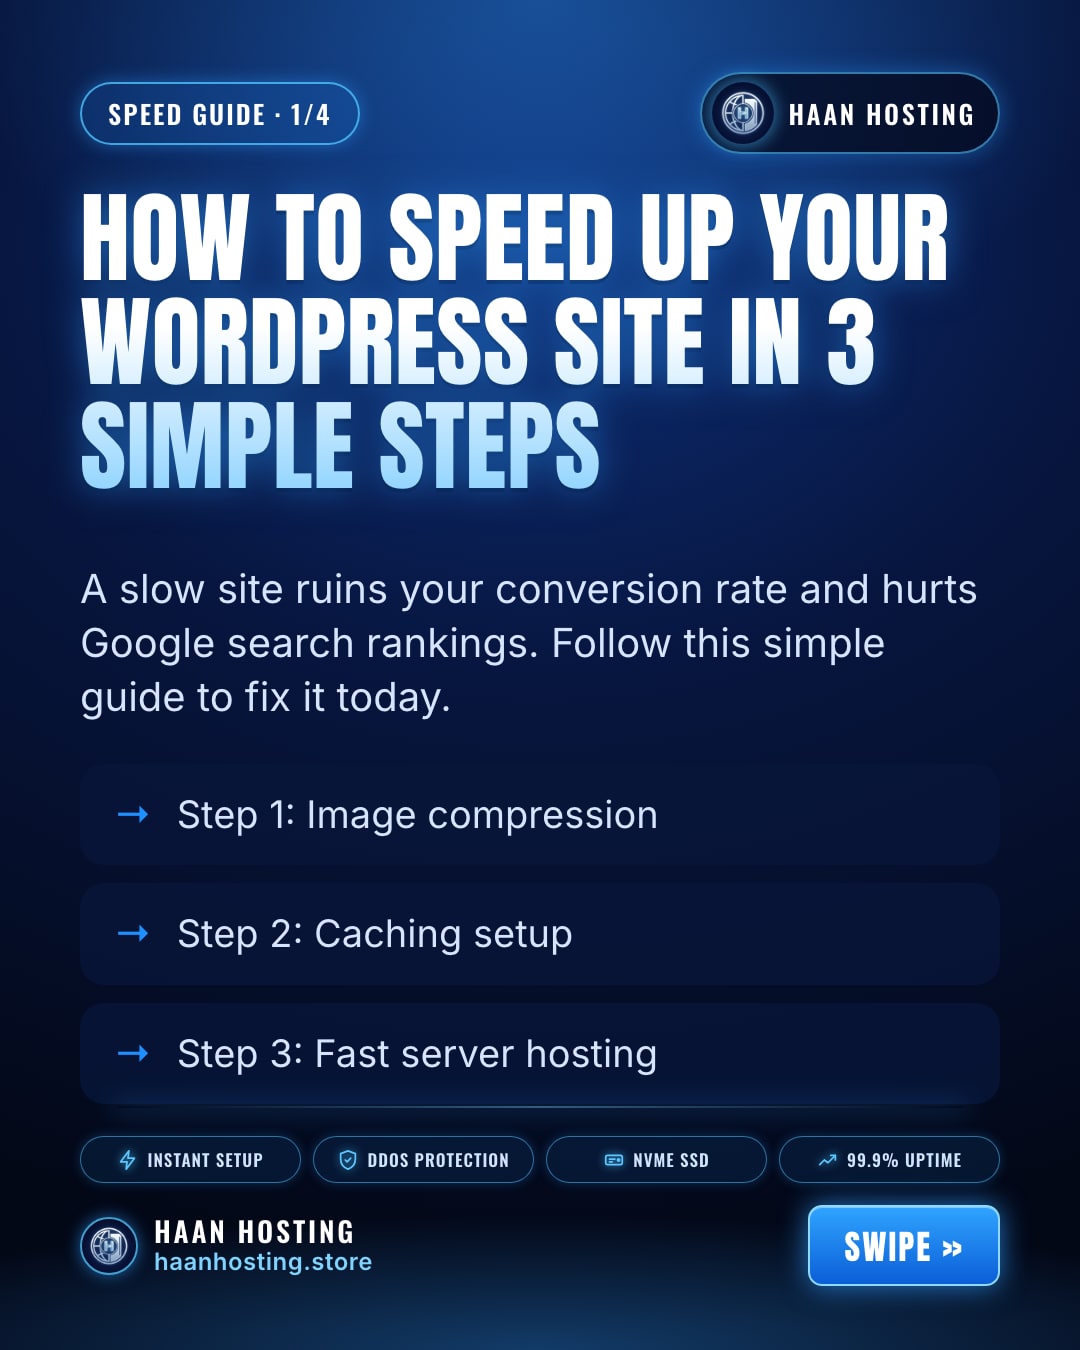 SPEED GUIDE · 1/4
HAAN HOSTING
HOW TO SPEED UP YOUR
WORDPRESS SITE IN 3
SIMPLE STEPS
A slow site ruins your conversion rate and hurts
Google search rankings. Follow this simple
guide to fix it today.
→ Step 1: Image compression
→ Step 2: Caching setup
→ Step 3: Fast server hosting
INSTANT SETUP
DDOS PROTECTION
NVME SSD
99.9% UPTIME
HAAN HOSTING
haanhosting.store
SWIPE »